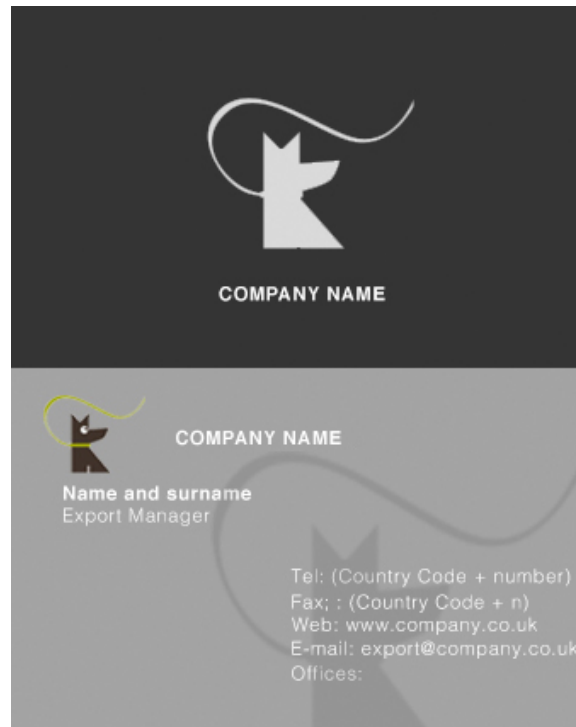 COMPANY NAME
COMPANY NAME
Name and surname
Export Manager
Tel: (Country Code + number)
Fax; : (Country Code + n)
Web: www.company.co.uk
E-mail: export@company.co.uk
Offices: